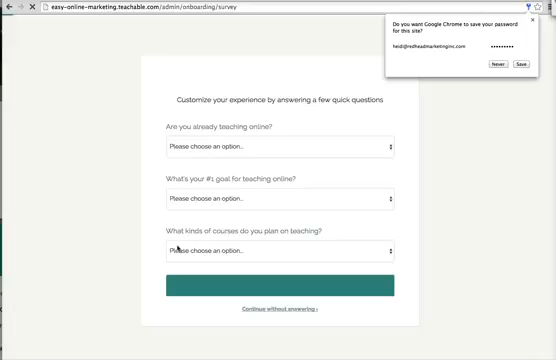 easy-online-marketing.teachable.com/admin/onboarding/survey
Do you want Google Chrome to save your password
for this site?
heidi@redheadmarketinginc.com •••••••••
Never Save
Customize your experience by answering a few quick questions
Are you already teaching online?
Please choose an option...
What's your #1 goal for teaching online?
Please choose an option...
What kinds of courses do you plan on teaching?
Please choose an option...
Continue without answering ›